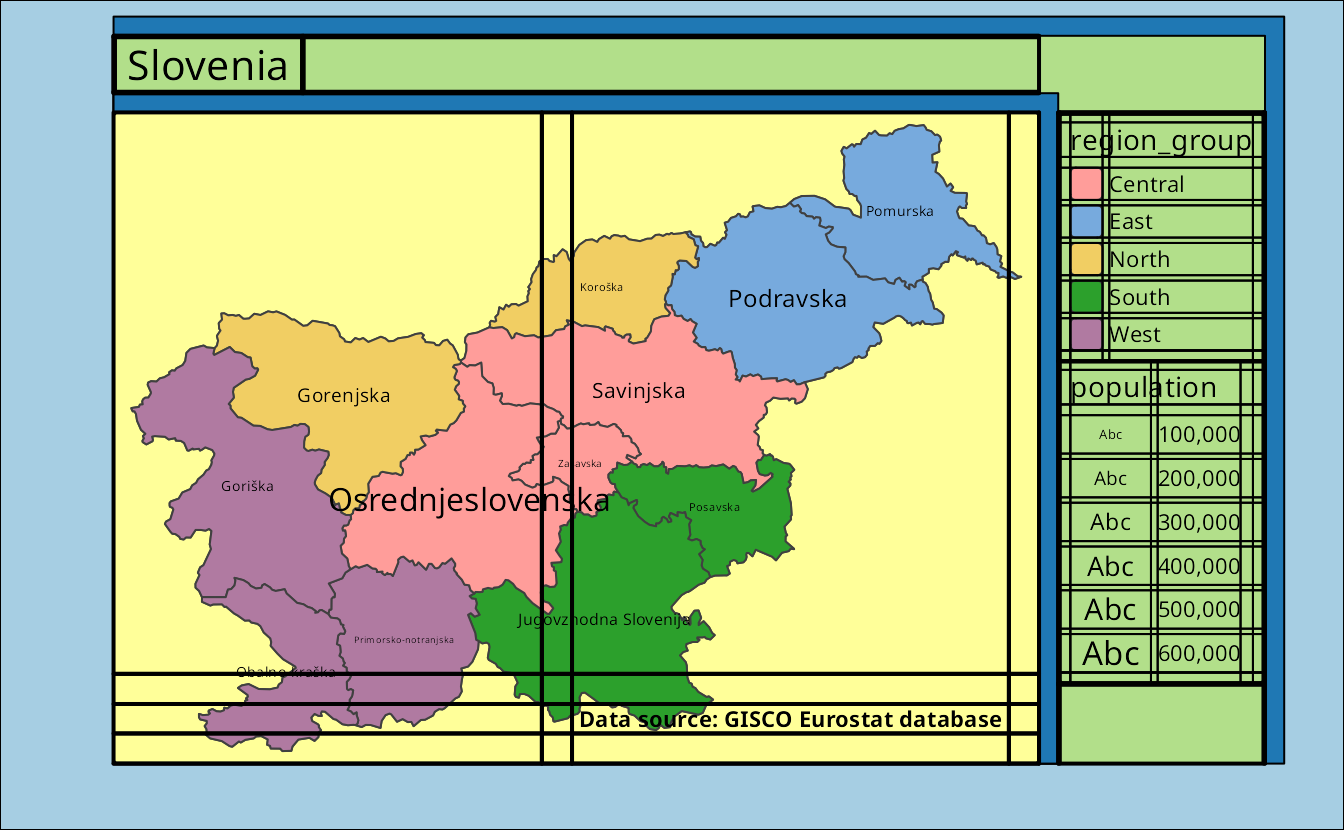 Slovenia
Pomurska
Koroška
Podravska
Gorenjska
Savinjska
Zasavska
Goriška
Osrednjeslovenska
Posavska
Jugovzhodna Slovenija
Primorsko-notranjska
Obalno-kraška
Data source: GISCO Eurostat database
region_group
Central
East
North
South
West
population
Abc 100,000
Abc 200,000
Abc 300,000
Abc 400,000
Abc 500,000
Abc 600,000